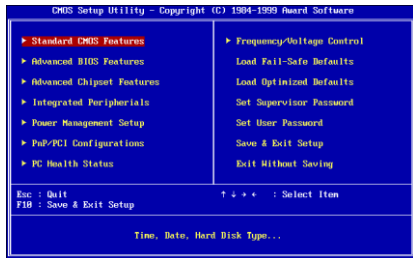 CMOS Setup Utility - Copyright (C) 1984-1999 Award Software
▶ Standard CMOS Features
▶ Advanced BIOS Features
▶ Advanced Chipset Features
▶ Integrated Peripherials
▶ Power Management Setup
▶ PnP/PCI Configurations
▶ PC Health Status
▶ Frequency/Voltage Control
Load Fail-Safe Defaults
Load Optimized Defaults
Set Supervisor Password
Set User Password
Save & Exit Setup
Exit Without Saving
Esc : Quit
F10 : Save & Exit Setup
↑ ↓ → ← : Select Item
Time, Date, Hard Disk Type...